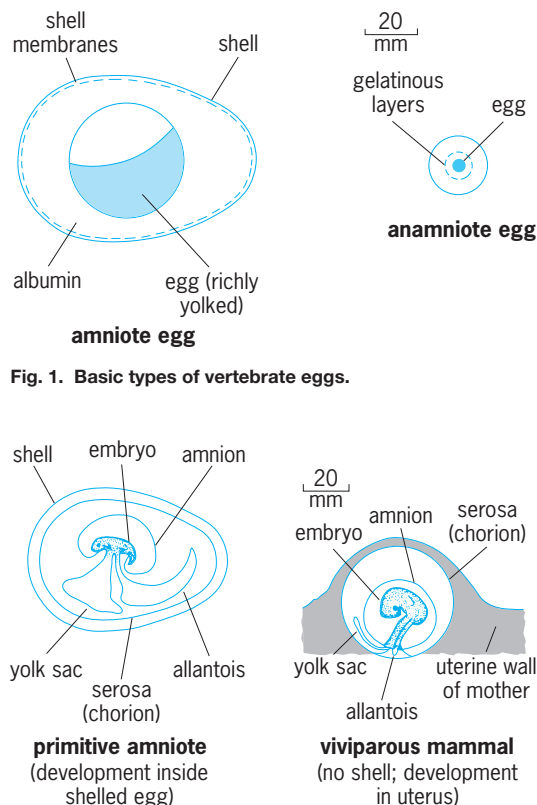 shell
membranes
shell
albumin
egg (richly
yolked)
amniote egg
20
mm
gelatinous
layers
egg
anamniote egg
Fig. 1. Basic types of vertebrate eggs.
shell
embryo
amnion
yolk sac
serosa
(chorion)
allantois
primitive amniote
(development inside
shelled egg)
20
mm
embryo
amnion
serosa
(chorion)
yolk sac
allantois
uterine wall
of mother
viviparous mammal
(no shell; development
in uterus)